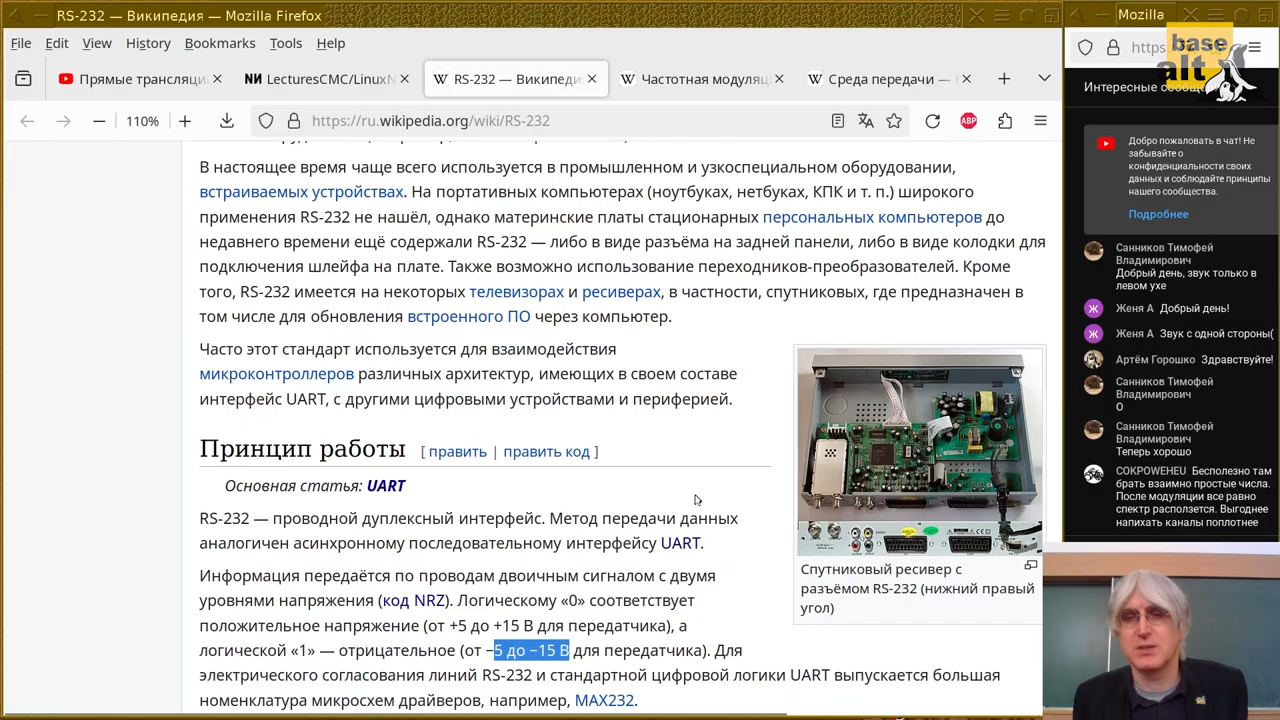 RS-232 — Википедия — Mozilla Firefox
Mozilla
File Edit View History Bookmarks Tools Help
Прямые трансляци
LecturesCMC/LinuxN
RS-232 — Википеди
Частотная модуляц
Среда передачи —
110%
https://ru.wikipedia.org/wiki/RS-232
ABP
В настоящее время чаще всего используется в промышленном и узкоспециальном оборудовании,
встраиваемых устройствах. На портативных компьютерах (ноутбуках, нетбуках, КПК и т. п.) широкого
применения RS-232 не нашёл, однако материнские платы стационарных персональных компьютеров до
недавнего времени ещё содержали RS-232 — либо в виде разъёма на задней панели, либо в виде колодки для
подключения шлейфа на плате. Также возможно использование переходников-преобразователей. Кроме
того, RS-232 имеется на некоторых телевизорах и ресиверах, в частности, спутниковых, где предназначен в
том числе для обновления встроенного ПО через компьютер.
Часто этот стандарт используется для взаимодействия
микроконтроллеров различных архитектур, имеющих в своем составе
интерфейс UART, с другими цифровыми устройствами и периферией.
Принцип работы [ править | править код ]
Основная статья: UART
RS-232 — проводной дуплексный интерфейс. Метод передачи данных
аналогичен асинхронному последовательному интерфейсу UART.
Информация передаётся по проводам двоичным сигналом с двумя
уровнями напряжения (код NRZ). Логическому «0» соответствует
положительное напряжение (от +5 до +15 В для передатчика), а
логической «1» — отрицательное (от −5 до −15 В для передатчика). Для
электрического согласования линий RS-232 и стандартной цифровой логики UART выпускается большая
номенклатура микросхем драйверов, например, MAX232.
Спутниковый ресивер с
разъёмом RS-232 (нижний правый
угол)
https
base
alt
Интересные сообще
Добро пожаловать в чат! Не
забывайте о
конфиденциальности своих
данных и соблюдайте принципы
нашего сообщества.
Подробнее
Санников Тимофей
Владимирович
Добрый день, звук только в
левом ухе
Ж
Женя А Добрый день!
Ж
Женя А Звук с одной стороны(
Артём Горошко Здравствуйте!
Санников Тимофей
Владимирович
О
Санников Тимофей
Владимирович
Теперь хорошо
COKPOWEHEU Бесполезно там
брать взаимно простые числа.
После модуляции все равно
спектр расползется. Выгоднее
напихать каналы поплотнее